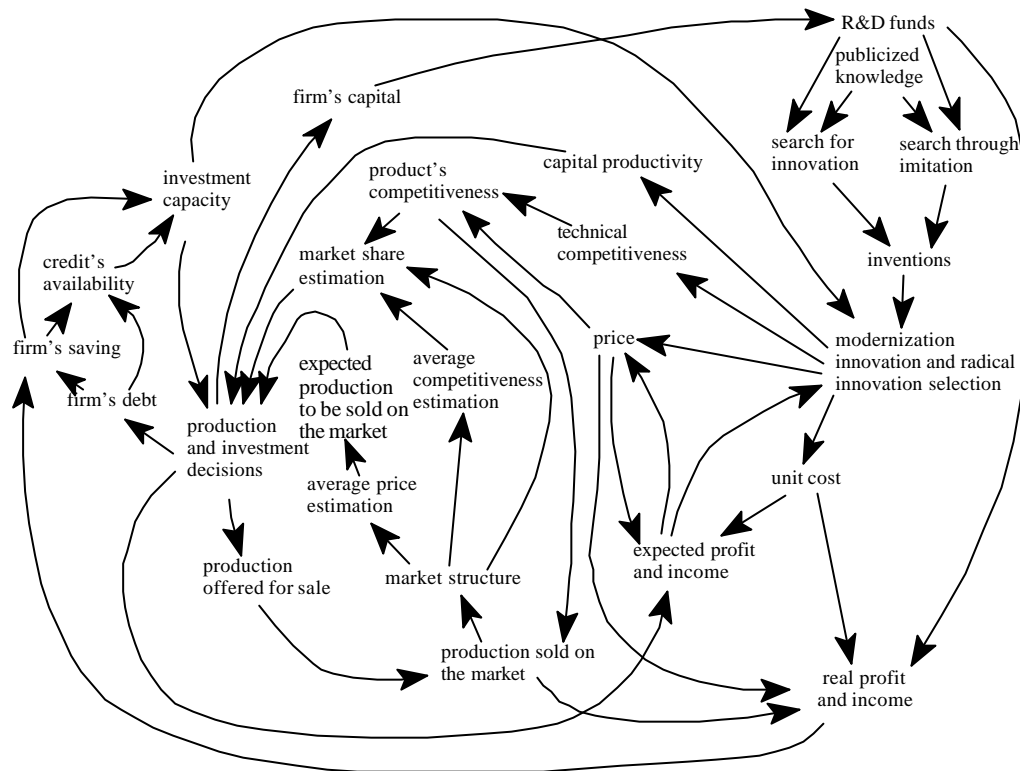 R&D funds
publicized
knowledge
firm's capital
search for
innovation
search through
imitation
capital productivity
product's
competitiveness
investment
capacity
technical
competitiveness
market share
estimation
credit's
availability
inventions
firm's saving
price
modernization
innovation and radical
innovation selection
expected
production
to be sold on
the market
average
competitiveness
estimation
firm's debt
production
and investment
decisions
unit cost
average price
estimation
expected profit
and income
production
offered for sale
market structure
production sold on
the market
real profit
and income